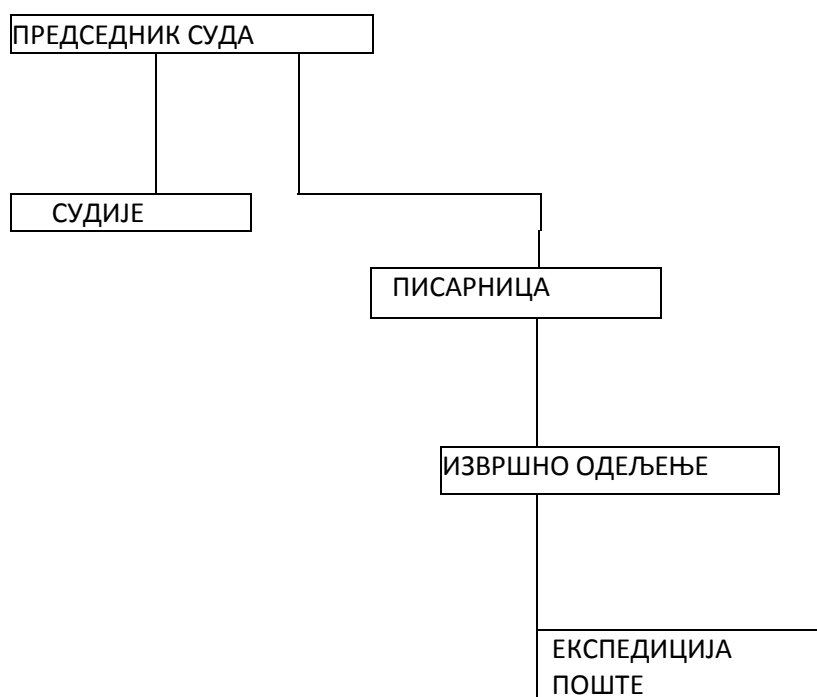 ПРЕДСЕДНИК СУДА
СУДИЈЕ
ПИСАРНИЦА
ИЗВРШНО ОДЕЉЕЊЕ
ЕКСПЕДИЦИЈА
ПОШТЕ